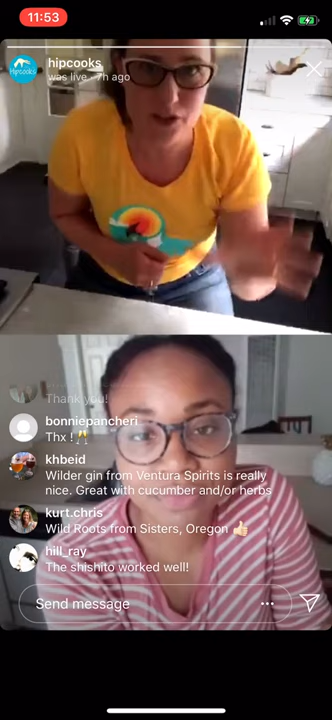 11:53
hipcooks
was live · 7h ago
Hipcooks
Thank you!
bonniepancheri
Thx ! 🥂
khbeid
Wilder gin from Ventura Spirits is really
nice. Great with cucumber and/or herbs
kurt.chris
Wild Roots from Sisters, Oregon 👍🏻
hill_ray
The shishito worked well!
Send message